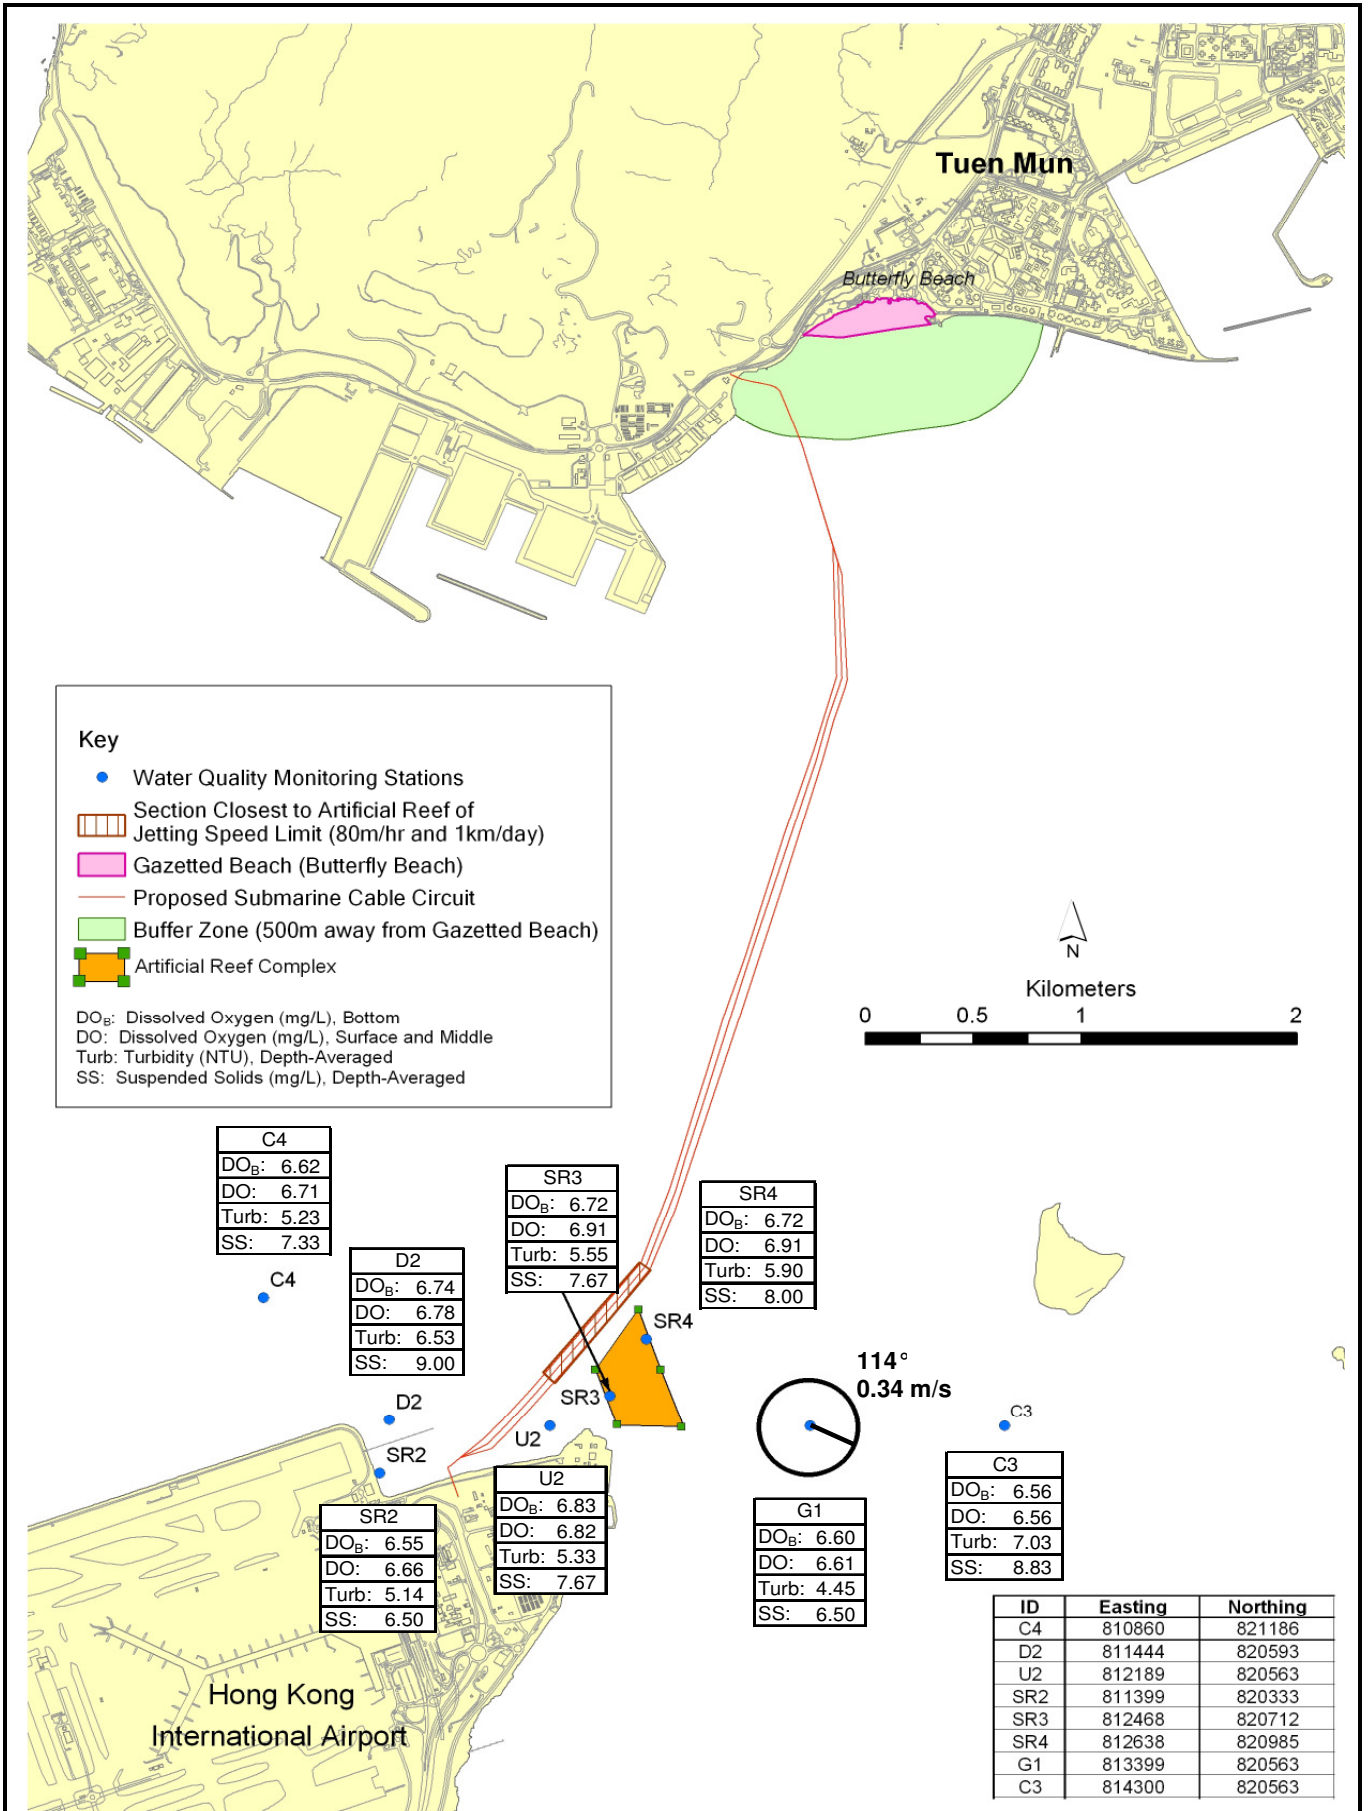 Tuen Mun
Butterfly Beach
Key
Water Quality Monitoring Stations
Section Closest to Artificial Reef of
Jetting Speed Limit (80m/hr and 1km/day)
Gazetted Beach (Butterfly Beach)
Proposed Submarine Cable Circuit
Buffer Zone (500m away from Gazetted Beach)
Artificial Reef Complex
DOB: Dissolved Oxygen (mg/L), Bottom
DO: Dissolved Oxygen (mg/L), Surface and Middle
Turb: Turbidity (NTU), Depth-Averaged
SS: Suspended Solids (mg/L), Depth-Averaged
N
Kilometers
0 0.5 1 2
C4
DOB: 6.62
DO: 6.71
Turb: 5.23
SS: 7.33
C4
D2
DOB: 6.74
DO: 6.78
Turb: 6.53
SS: 9.00
D2
SR3
DOB: 6.72
DO: 6.91
Turb: 5.55
SS: 7.67
SR3
SR4
DOB: 6.72
DO: 6.91
Turb: 5.90
SS: 8.00
SR4
114°
0.34 m/s
C3
C3
DOB: 6.56
DO: 6.56
Turb: 7.03
SS: 8.83
U2
U2
DOB: 6.83
DO: 6.82
Turb: 5.33
SS: 7.67
SR2
SR2
DOB: 6.55
DO: 6.66
Turb: 5.14
SS: 6.50
G1
DOB: 6.60
DO: 6.61
Turb: 4.45
SS: 6.50
Hong Kong
International Airport
ID Easting Northing
C4 810860 821186
D2 811444 820593
U2 812189 820563
SR2 811399 820333
SR3 812468 820712
SR4 812638 820985
G1 813399 820563
C3 814300 820563